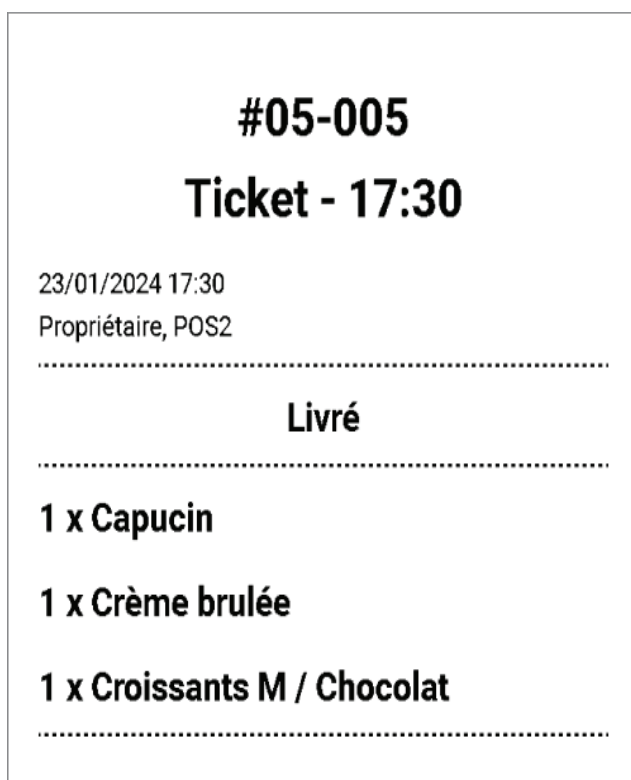 #05-005
Ticket - 17:30
23/01/2024 17:30
Propriétaire, POS2
Livré
1 x Capucin
1 x Crème brulée
1 x Croissants M / Chocolat